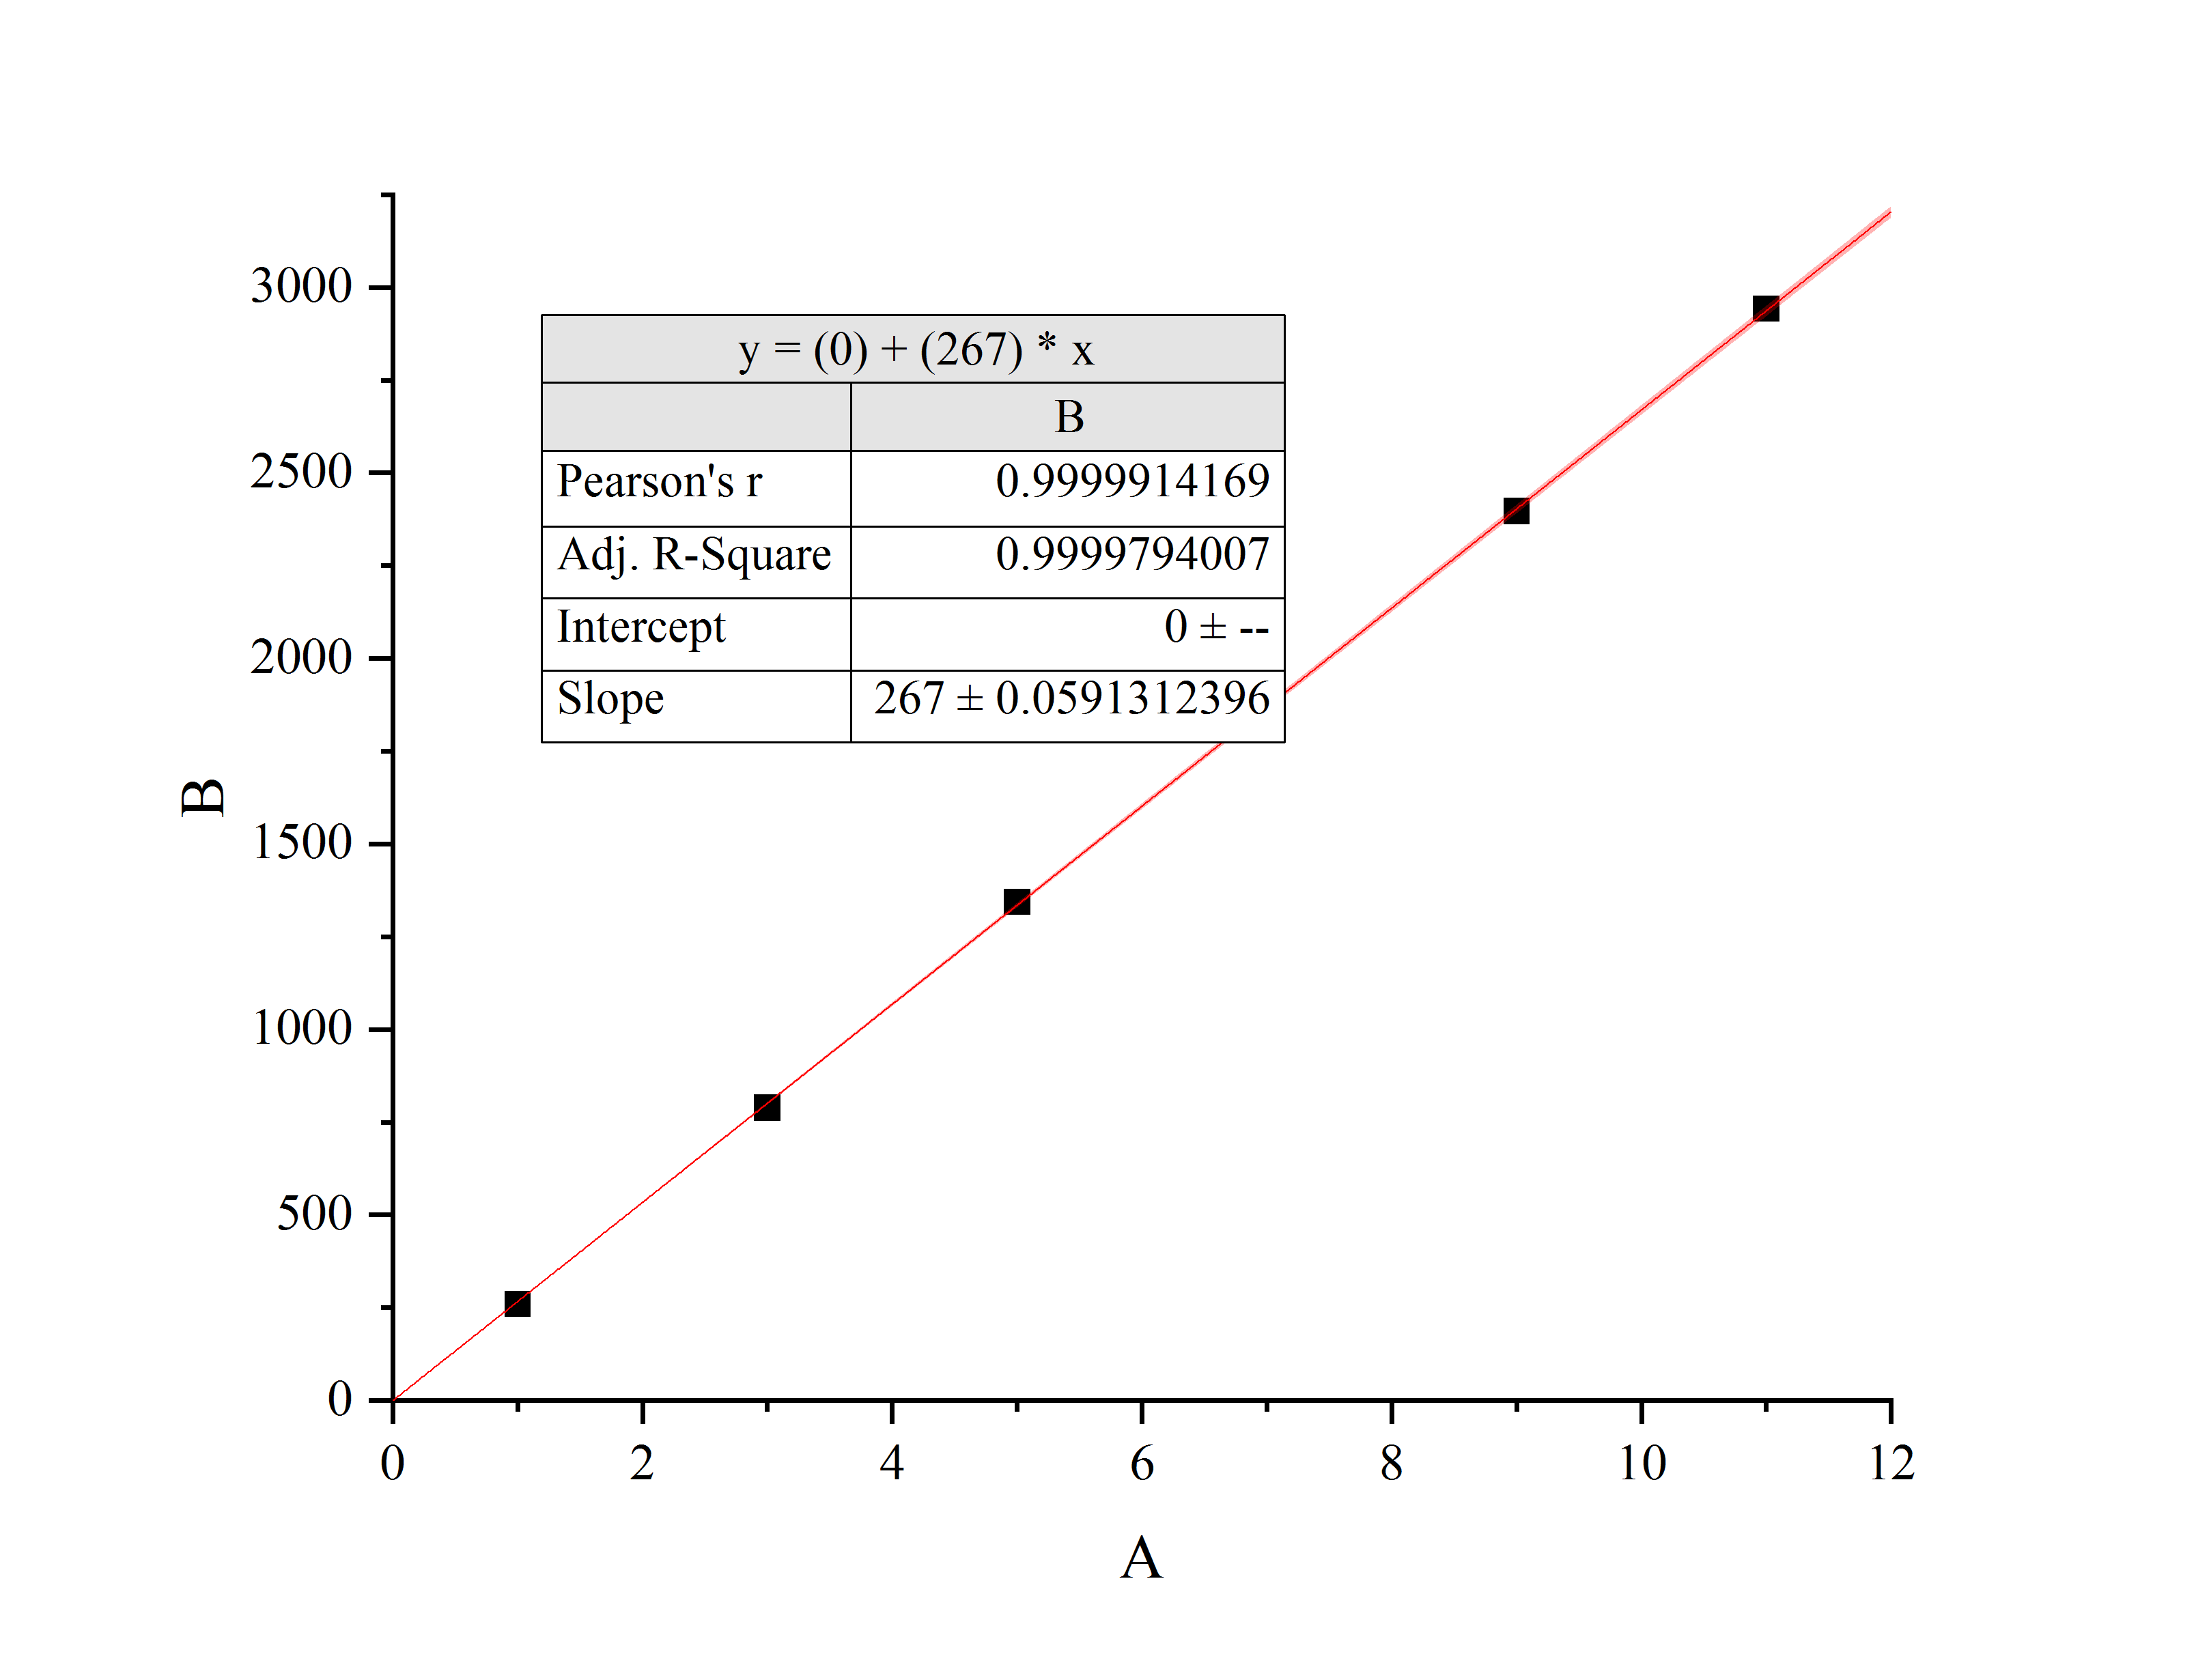 3000
2500
2000
1500
1000
500
0
B
y = (0) + (267) * x
B
Pearson's r 0.9999914169
Adj. R-Square 0.9999794007
Intercept 0 ± --
Slope 267 ± 0.0591312396
0 2 4 6 8 10 12
A